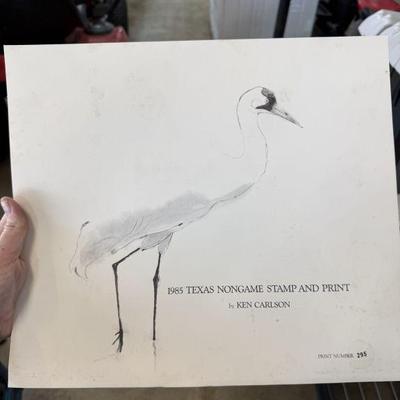 1985 TEXAS NONGAME STAMP AND PRINT
by KEN CARLSON
PRINT NUMBER 295